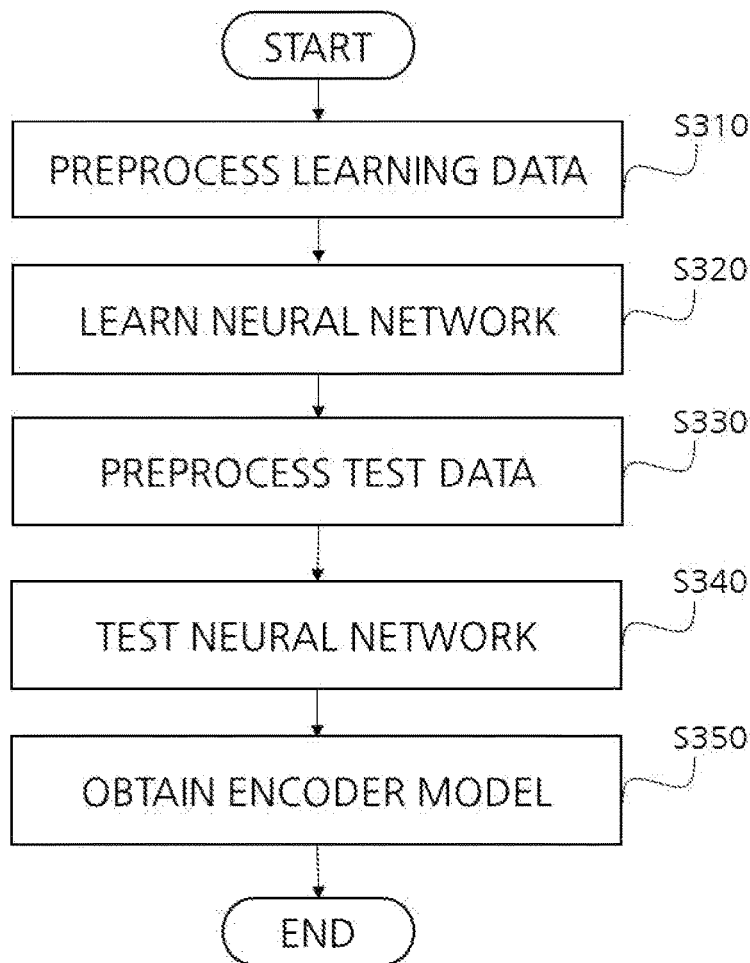 START
S310
PREPROCESS LEARNING DATA
S320
LEARN NEURAL NETWORK
S330
PREPROCESS TEST DATA
S340
TEST NEURAL NETWORK
S350
OBTAIN ENCODER MODEL
END